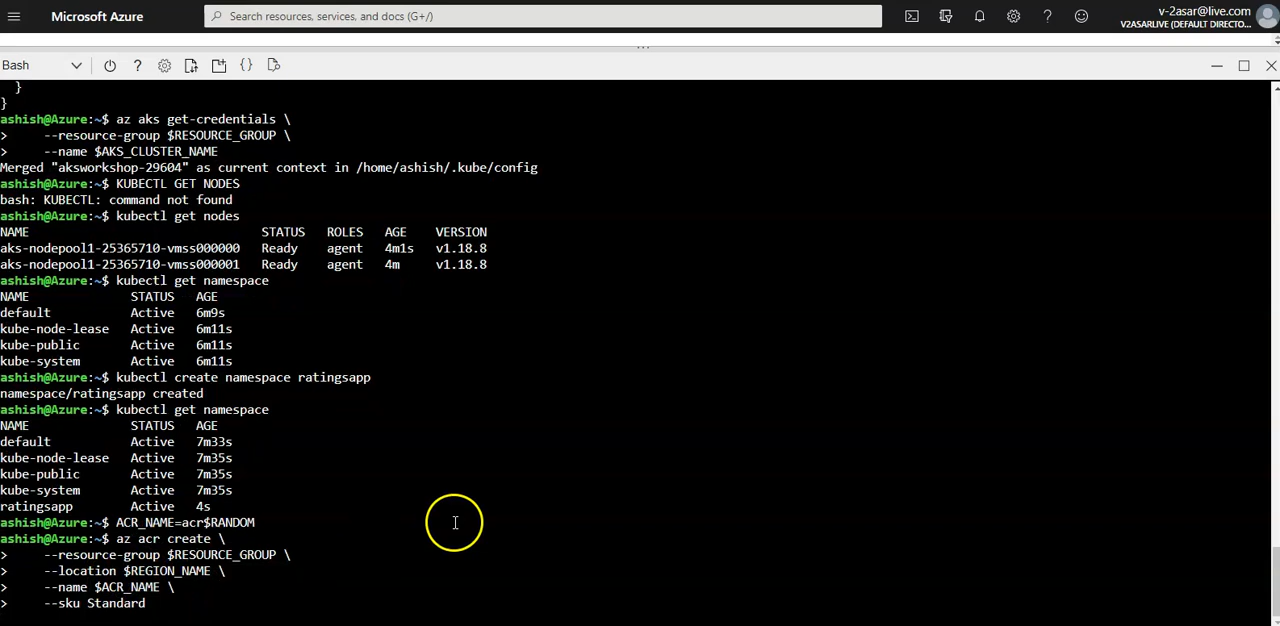 Microsoft Azure
Search resources, services, and docs (G+/)
v-2asar@live.com
V2ASARLIVE (DEFAULT DIRECTO...
Bash
}
}
ashish@Azure:~$ az aks get-credentials \
>     --resource-group $RESOURCE_GROUP \
>     --name $AKS_CLUSTER_NAME
Merged "aksworkshop-29604" as current context in /home/ashish/.kube/config
ashish@Azure:~$ KUBECTL GET NODES
bash: KUBECTL: command not found
ashish@Azure:~$ kubectl get nodes
NAME                                STATUS   ROLES   AGE    VERSION
aks-nodepool1-25365710-vmss000000   Ready    agent   4m1s   v1.18.8
aks-nodepool1-25365710-vmss000001   Ready    agent   4m     v1.18.8
ashish@Azure:~$ kubectl get namespace
NAME              STATUS   AGE
default           Active   6m9s
kube-node-lease   Active   6m11s
kube-public       Active   6m11s
kube-system       Active   6m11s
ashish@Azure:~$ kubectl create namespace ratingsapp
namespace/ratingsapp created
ashish@Azure:~$ kubectl get namespace
NAME              STATUS   AGE
default           Active   7m33s
kube-node-lease   Active   7m35s
kube-public       Active   7m35s
kube-system       Active   7m35s
ratingsapp        Active   4s
ashish@Azure:~$ ACR_NAME=acr$RANDOM
ashish@Azure:~$ az acr create \
>     --resource-group $RESOURCE_GROUP \
>     --location $REGION_NAME \
>     --name $ACR_NAME \
>     --sku Standard